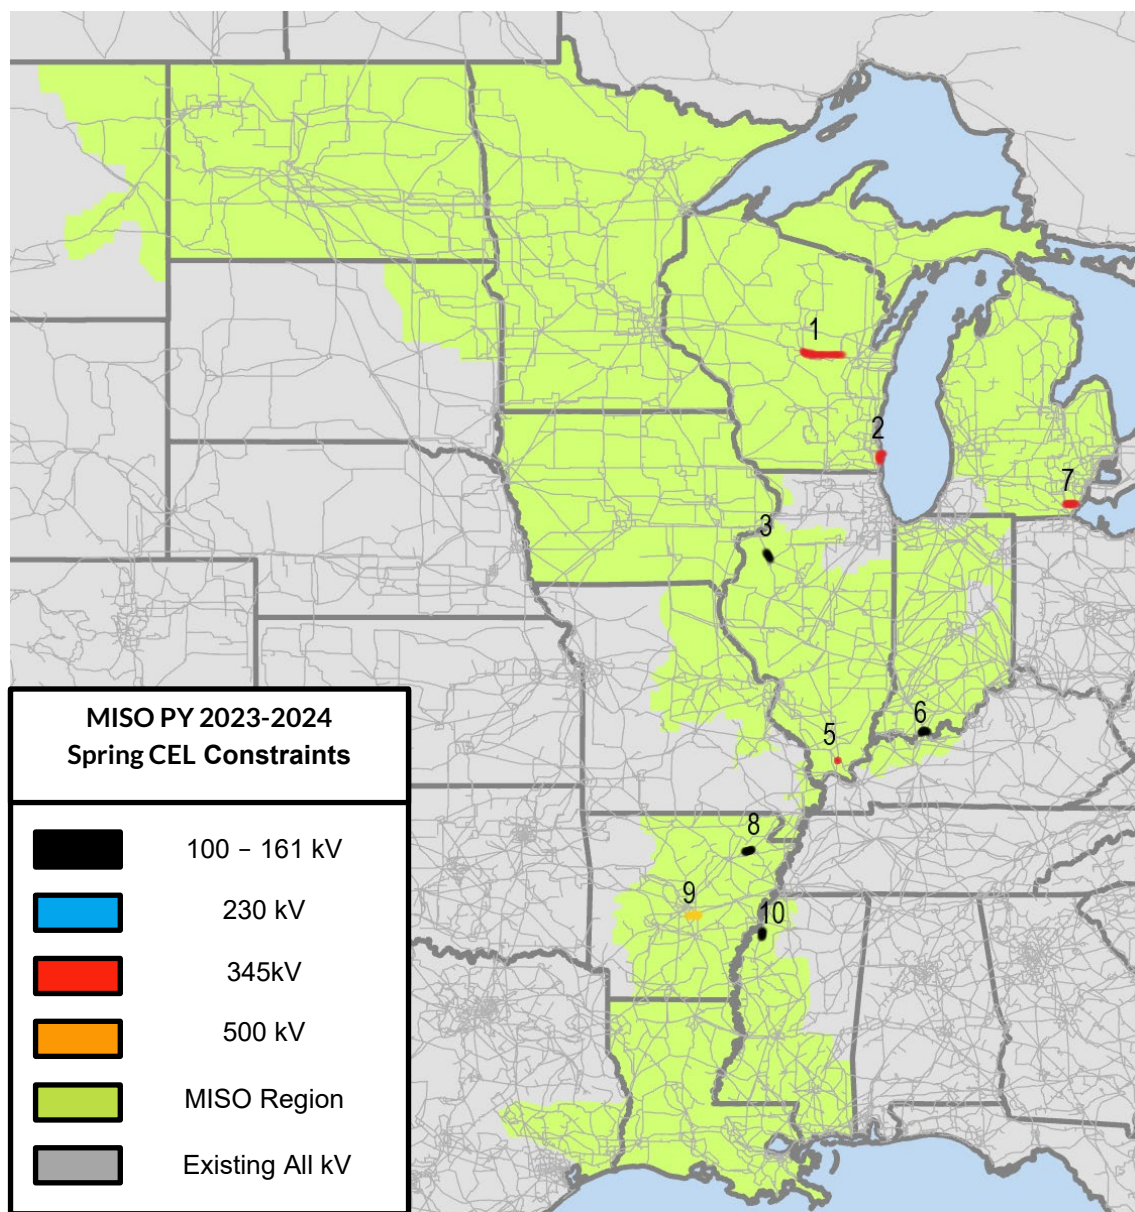 1
2
7
3
6
5
8
9
10
MISO PY 2023-2024
Spring CEL Constraints
100 – 161 kV
230 kV
345kV
500 kV
MISO Region
Existing All kV